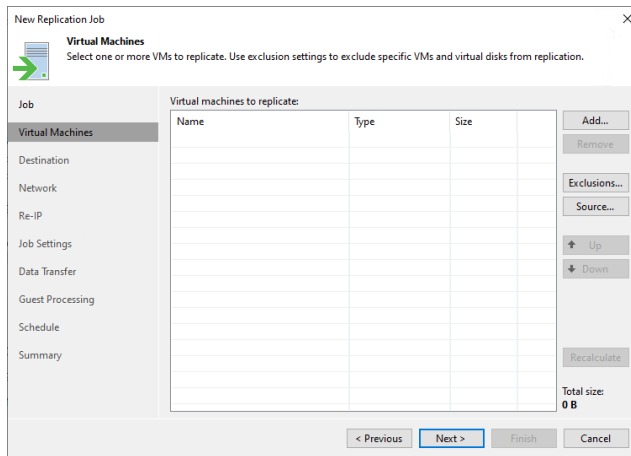 New Replication Job
Virtual Machines
Select one or more VMs to replicate. Use exclusion settings to exclude specific VMs and virtual disks from replication.
Job
Virtual Machines
Destination
Network
Re-IP
Job Settings
Data Transfer
Guest Processing
Schedule
Summary
Virtual machines to replicate:
Name Type Size
Add...
Remove
Exclusions...
Source...
Up
Down
Recalculate
Total size:
0 B
< Previous Next > Finish Cancel